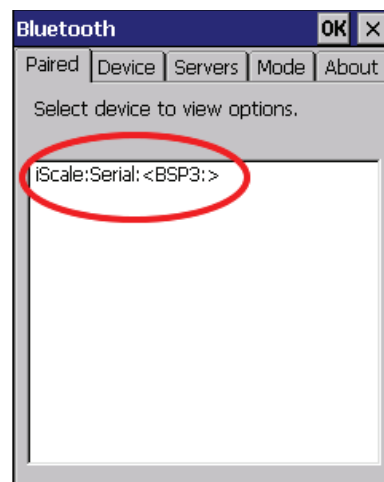 Bluetooth OK ×
Paired Device Servers Mode About
Select device to view options.
iScale:Serial:<BSP3:>